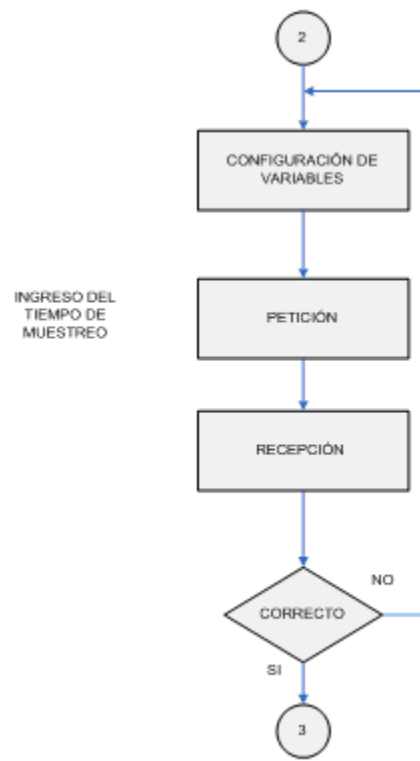 2
CONFIGURACIÓN DE
VARIABLES
INGRESO DEL
TIEMPO DE
MUESTREO
PETICIÓN
RECEPCIÓN
CORRECTO
NO
SI
3